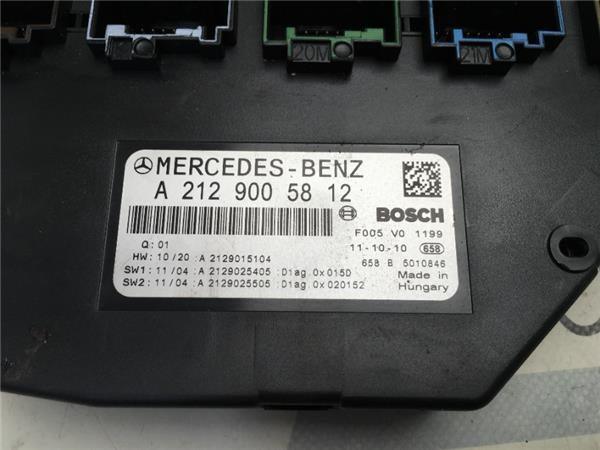 20M
21M
MERCEDES-BENZ
A 212 900 58 12
BOSCH
Q: 01
F005 V0 1199
HW: 10/20 : A 2129015104
11-10-10 658
SW1: 11/04 : A 2129025405 : Diag 0x015D
658 B 5010846
SW2: 11/04 : A 2129025505 : Diag 0x020152
Made in
Hungary